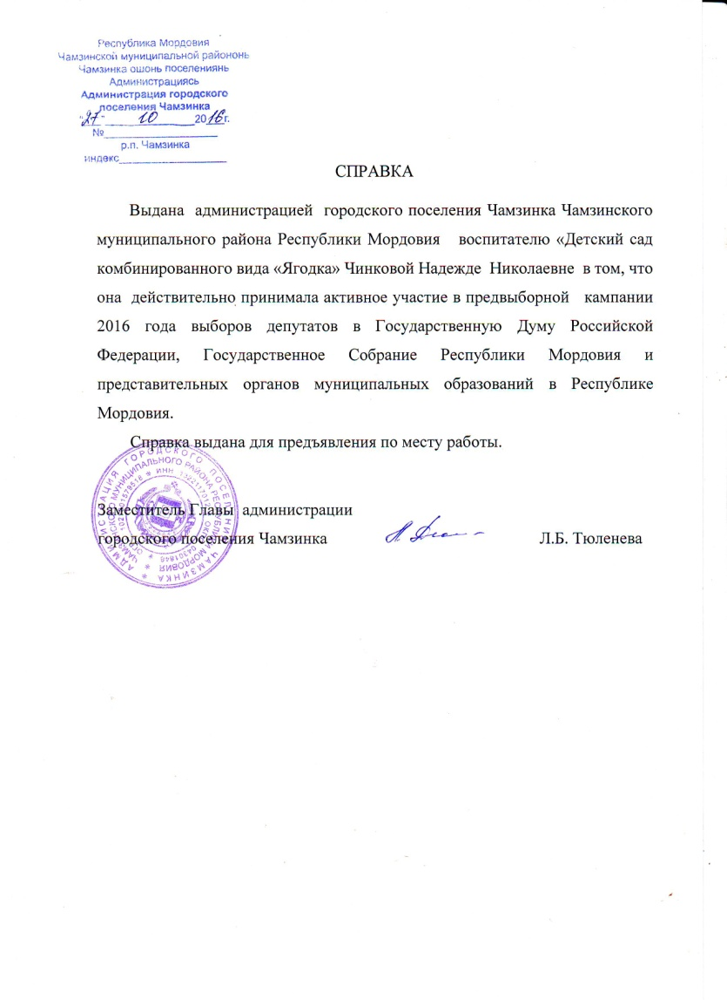 Республика Мордовия
Чамзинской муниципальной райононь
Чамзинка ошонь поселениянь
Администрациясь
Администрация городского
поселения Чамзинка
"27" 10 2016г.
№
р.п. Чамзинка
индекс
СПРАВКА
Выдана администрацией городского поселения Чамзинка Чамзинского
муниципального района Республики Мордовия воспитателю «Детский сад
комбинированного вида «Ягодка» Чинковой Надежде Николаевне в том, что
она действительно принимала активное участие в предвыборной кампании
2016 года выборов депутатов в Государственную Думу Российской
Федерации, Государственное Собрание Республики Мордовия и
представительных органов муниципальных образований в Республике
Мордовия.
Справка выдана для предъявления по месту работы.
Заместитель Главы администрации
городского поселения Чамзинка Л.Б. Тюленева
АДМИНИСТРАЦИЯ ГОРОДСКОГО ПОСЕЛЕНИЯ ЧАМЗИНКА
ЧАМЗИНСКОГО МУНИЦИПАЛЬНОГО РАЙОНА РЕСПУБЛИКИ МОРДОВИЯ